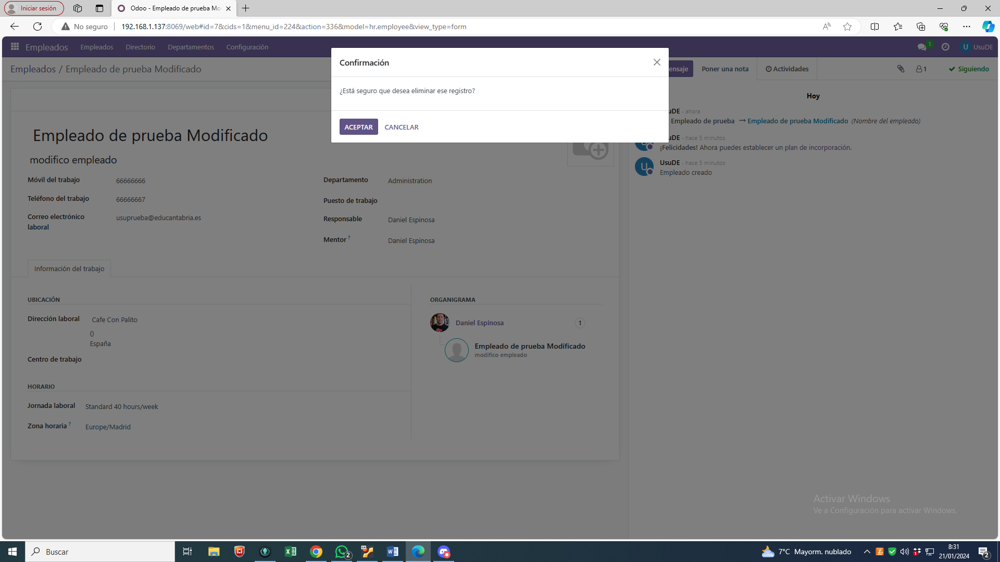 Iniciar sesión
Odoo - Empleado de prueba Mo
No seguro
192.168.1.137:8069/web#id=7&cids=1&menu_id=224&action=336&model=hr.employee&view_type=form
Empleados
Empleados
Directorio
Departamentos
Configuración
1
U
UsuDE
Empleados / Empleado de prueba Modificado
Confirmación
¿Está seguro que desea eliminar ese registro?
ACEPTAR
CANCELAR
ensaje
Poner una nota
Actividades
1
Siguiendo
Hoy
uDE - ahora
Empleado de prueba → Empleado de prueba Modificado (Nombre del empleado)
uDE - hace 5 minutos
¡Felicidades! Ahora puedes establecer un plan de incorporación.
U
UsuDE - hace 5 minutos
Empleado creado
Empleado de prueba Modificado
modifico empleado
Móvil del trabajo 66666666
Teléfono del trabajo 66666667
Correo electrónico laboral usuprueba@educantabria.es
Departamento Administration
Puesto de trabajo
Responsable Daniel Espinosa
Mentor ? Daniel Espinosa
Información del trabajo
UBICACIÓN
Dirección laboral Cafe Con Palito
()
España
Centro de trabajo
HORARIO
Jornada laboral Standard 40 hours/week
Zona horaria ? Europe/Madrid
ORGANIGRAMA
Daniel Espinosa 1
Empleado de prueba Modificado
modifico empleado
Activar Windows
Ve a Configuración para activar Windows.
Buscar
2
7°C Mayorm. nublado
8:31
21/01/2024
2